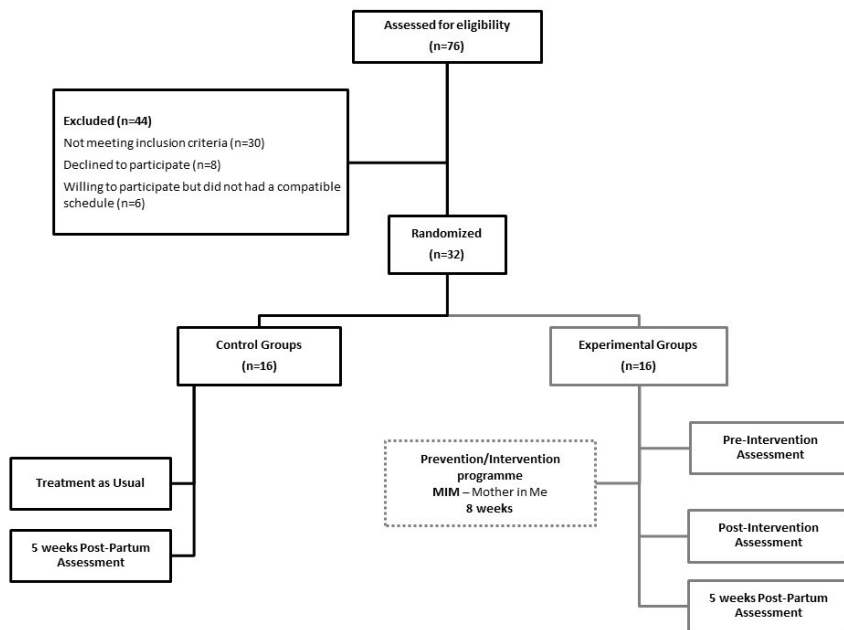 Assessed for eligibility
(n=76)
Excluded (n=44)
Not meeting inclusion criteria (n=30)
Declined to participate (n=8)
Willing to participate but did not had a compatible
schedule (n=6)
Randomized
(n=32)
Control Groups
(n=16)
Experimental Groups
(n=16)
Treatment as Usual
5 weeks Post-Partum
Assessment
Prevention/Intervention
programme
MIM – Mother in Me
8 weeks
Pre-Intervention
Assessment
Post-Intervention
Assessment
5 weeks Post-Partum
Assessment